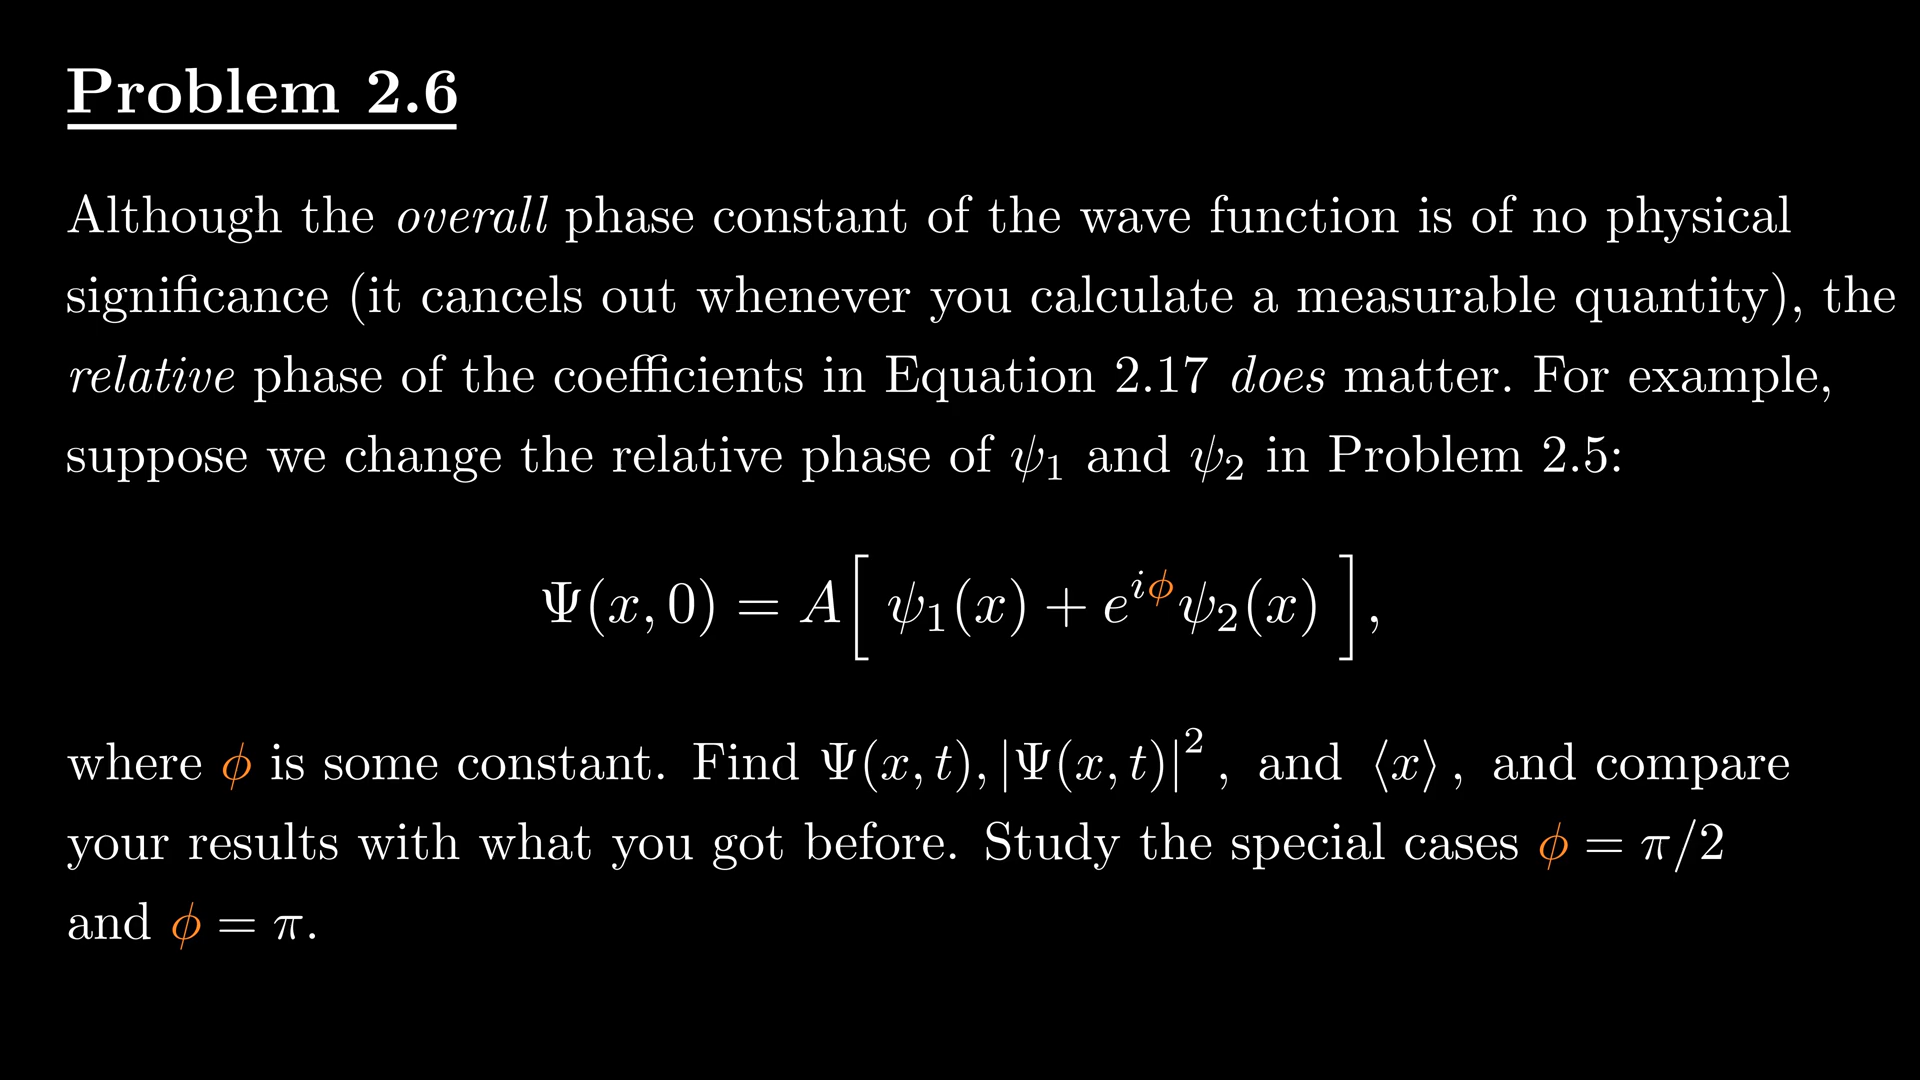 Problem 2.6
Although the overall phase constant of the wave function is of no physical
significance (it cancels out whenever you calculate a measurable quantity), the
relative phase of the coefficients in Equation 2.17 does matter. For example,
suppose we change the relative phase of ψ₁ and ψ₂ in Problem 2.5:
Ψ(x, 0) = A[ ψ₁(x) + e^{iϕ}ψ₂(x) ],
where ϕ is some constant. Find Ψ(x, t), |Ψ(x, t)|², and ⟨x⟩, and compare
your results with what you got before. Study the special cases ϕ = π/2
and ϕ = π.